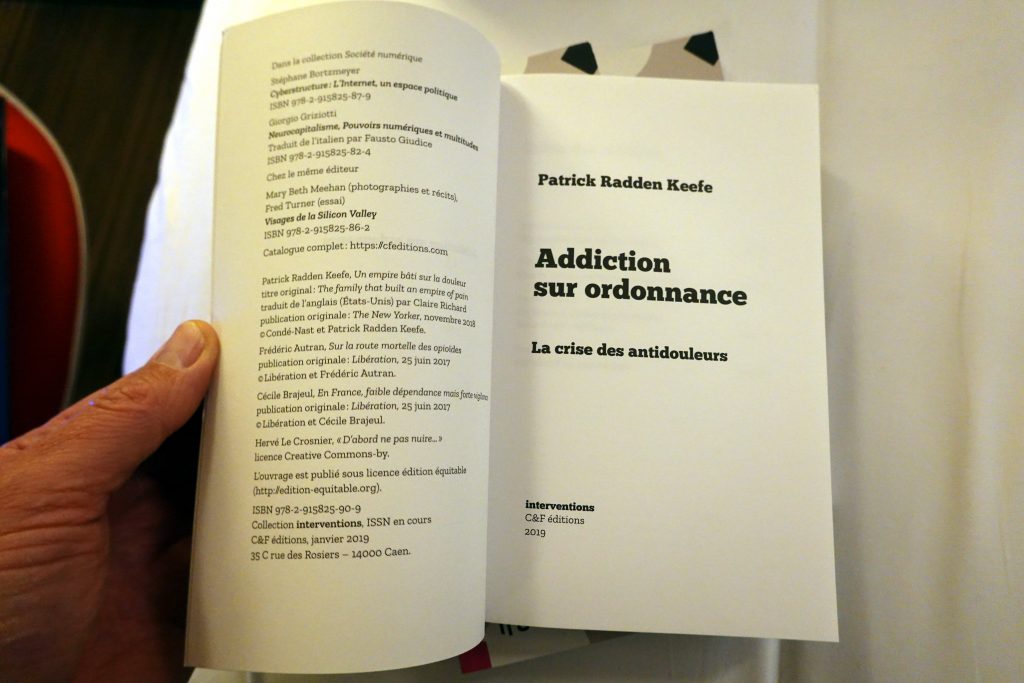 Dans la collection Société numérique
Stéphane Bortzmeyer
Cyberstructure : L'Internet, un espace politique
ISBN 978-2-915825-87-9
Giorgio Griziotti
Neurocapitalisme, Pouvoirs numériques et multitudes
Traduit de l'italien par Fausto Giudice
ISBN 978-2-915825-82-4
Chez le même éditeur
Mary Beth Meehan (photographies et récits),
Fred Turner (essai)
Visages de la Silicon Valley
ISBN 978-2-915825-86-2
Catalogue complet : https://cfeditions.com
Patrick Radden Keefe, Un empire bâti sur la douleur
titre original : The family that built an empire of pain
traduit de l'anglais (États-Unis) par Claire Richard
publication originale : The New Yorker, novembre 2018
© Condé-Nast et Patrick Radden Keefe.
Frédéric Autran, Sur la route mortelle des opioïdes
publication originale : Libération, 25 juin 2017
© Libération et Frédéric Autran.
Cécile Brajeul, En France, faible dépendance mais forte
publication originale : Libération, 25 juin 2017
© Libération et Cécile Brajeul.
Hervé Le Crosnier, « D'abord ne pas nuire... »
licence Creative Commons-by.
L'ouvrage est publié sous licence édition équitable
(http://edition-equitable.org).
ISBN 978-2-915825-90-9
Collection interventions, ISSN en cours
C&F éditions, janvier 2019
35 C rue des Rosiers – 14000 Caen.
Patrick Radden Keefe
Addiction
sur ordonnance
La crise des antidouleurs
interventions
C&F éditions
2019